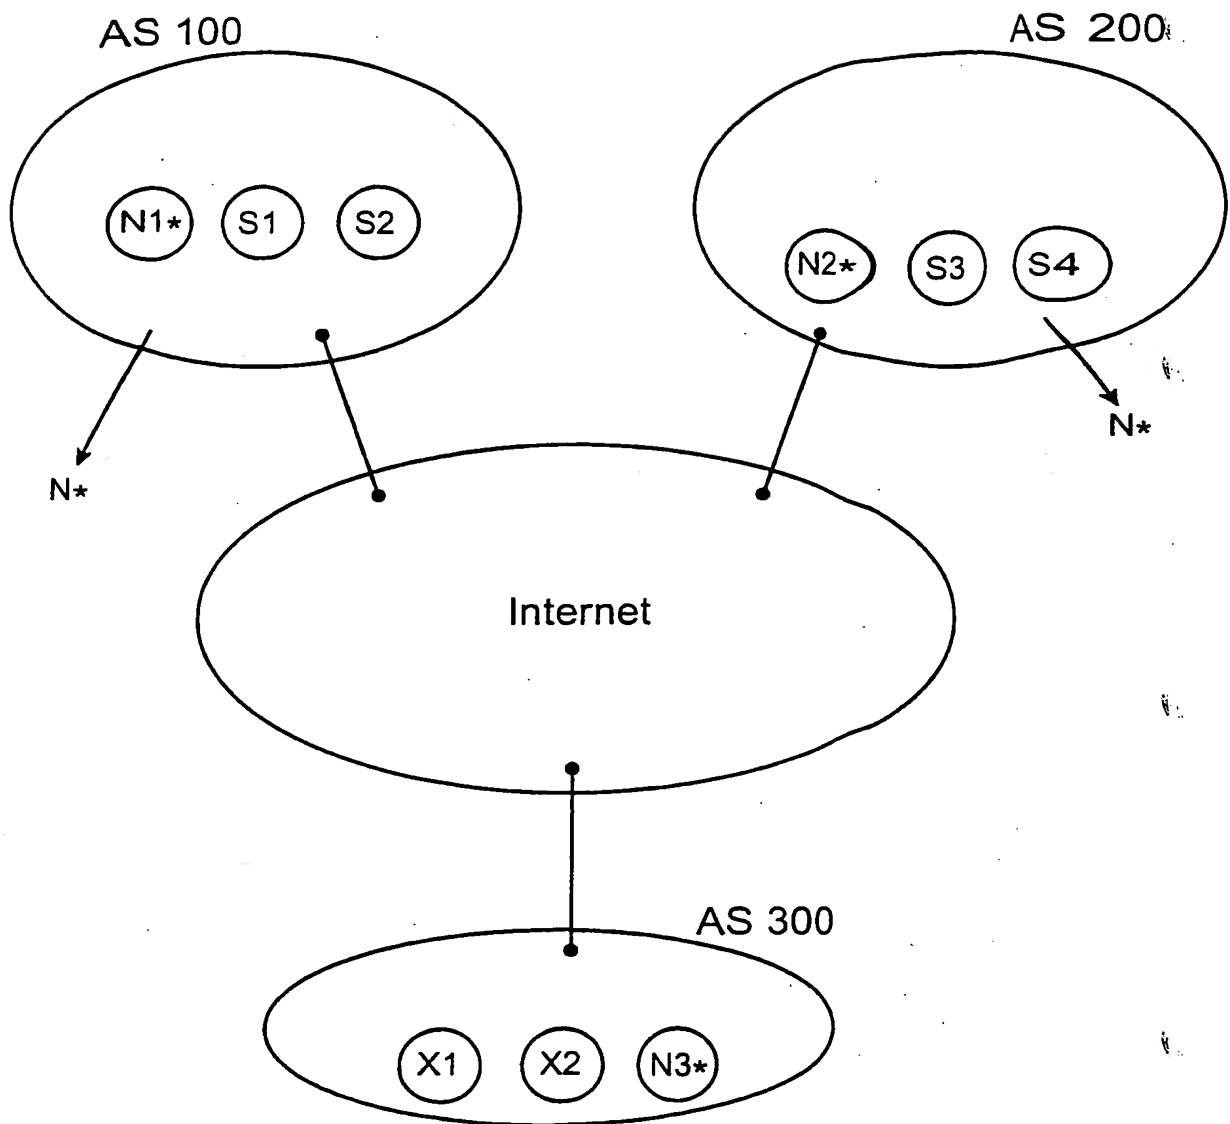 AS 100
AS 200
N1*
S1
S2
N2*
S3
S4
N*
N*
Internet
AS 300
X1
X2
N3*